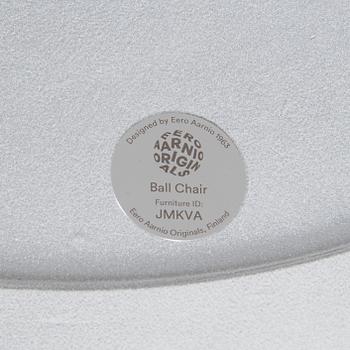 Designed by Eero Aarnio 1963
EERO
AARNIO
ORIGIN
ALS
Ball Chair
Furniture ID:
JMKVA
Eero Aarnio Originals, Finland